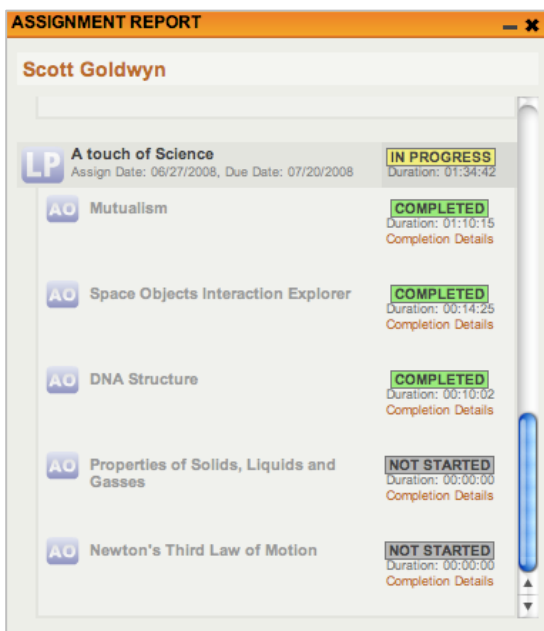 ASSIGNMENT REPORT
Scott Goldwyn
LP
A touch of Science
IN PROGRESS
Assign Date: 06/27/2008, Due Date: 07/20/2008
Duration: 01:34:42
AO
Mutualism
COMPLETED
Duration: 01:10:15
Completion Details
AO
Space Objects Interaction Explorer
COMPLETED
Duration: 00:14:25
Completion Details
AO
DNA Structure
COMPLETED
Duration: 00:10:02
Completion Details
AO
Properties of Solids, Liquids and
Gasses
NOT STARTED
Duration: 00:00:00
Completion Details
AO
Newton's Third Law of Motion
NOT STARTED
Duration: 00:00:00
Completion Details